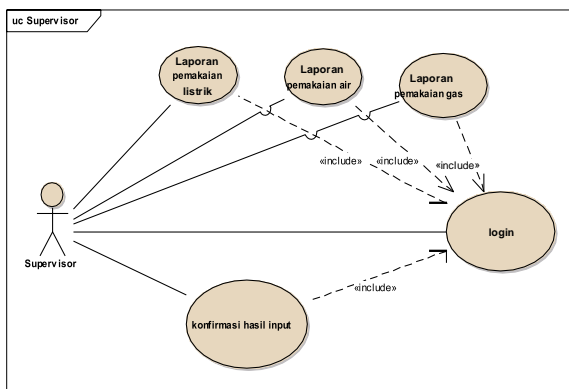 uc Supervisor
Laporan
pemakaian
listrik
Laporan
pemakaian air
Laporan
pemakaian gas
«include»
«include»
«include»
login
Supervisor
«include»
konfirmasi hasil input